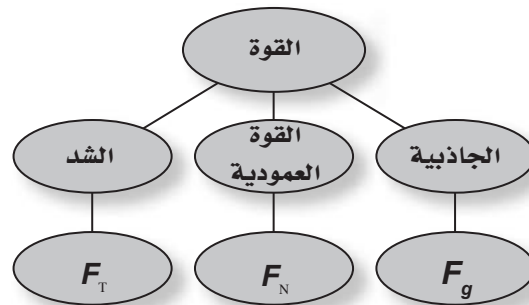 القوة
الجاذبية
القوة
العمودية
الشد
F_g
F_N
F_T